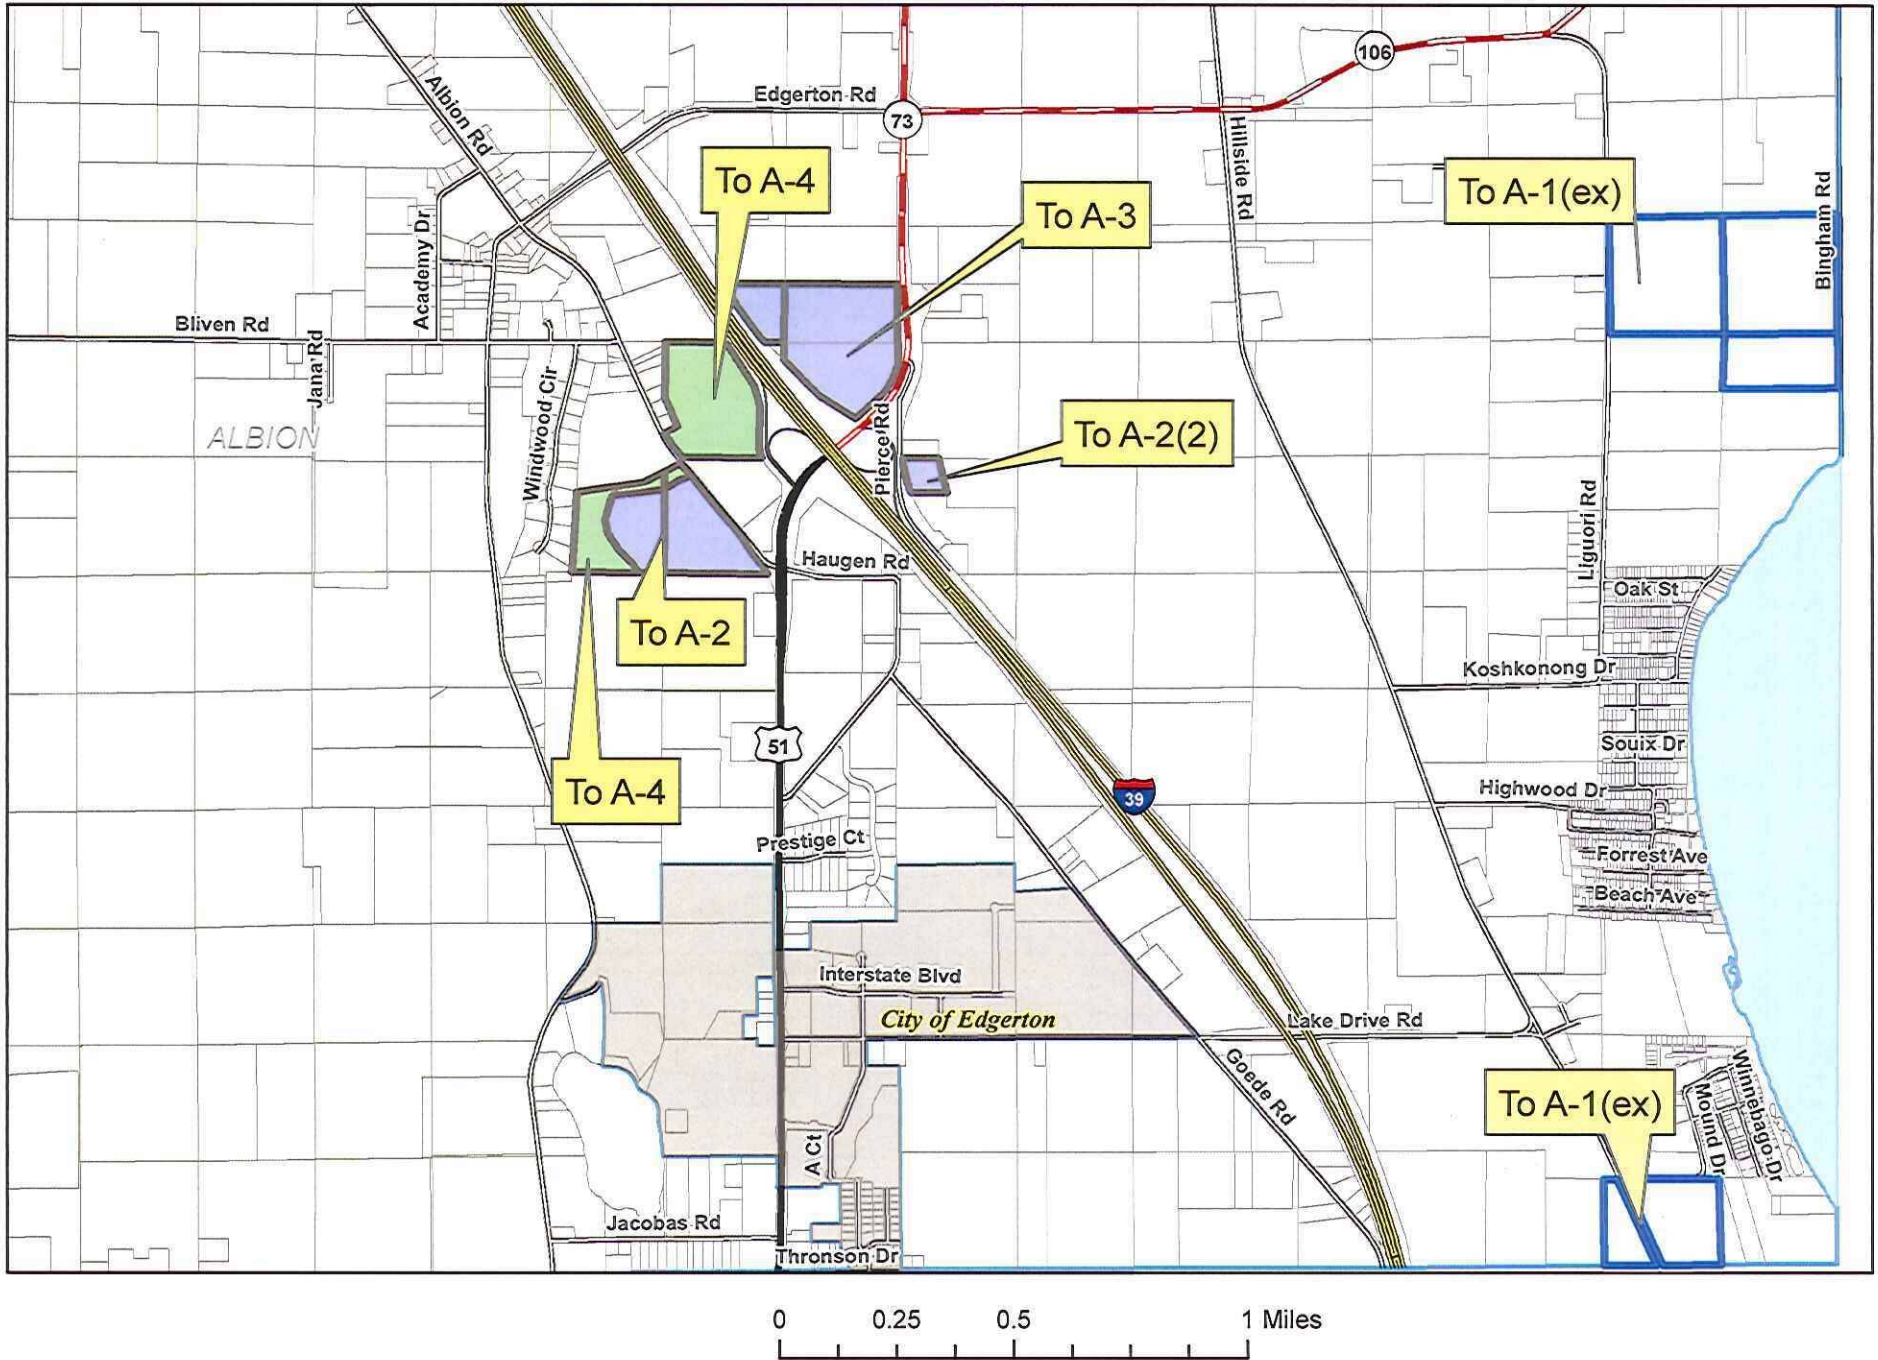 106
Edgerton Rd
73
Albion Rd
Hillside Rd
To A-4
To A-3
To A-1(ex)
Bingham Rd
Academy Dr
Bliven Rd
Jana Rd
Windwood Cir
ALBION
Pierce Rd
To A-2(2)
Haugen Rd
Liguori Rd
Oak St
To A-2
Koshkonong Dr
51
Souix Dr
To A-4
39
Highwood Dr
Prestige Ct
Forrest Ave
Beach Ave
Interstate Blvd
City of Edgerton
Lake Drive Rd
Goede Rd
To A-1(ex)
Winnebago Dr
Mound Dr
A Ct
Jacobas Rd
Thronson Dr
0 0.25 0.5 1 Miles